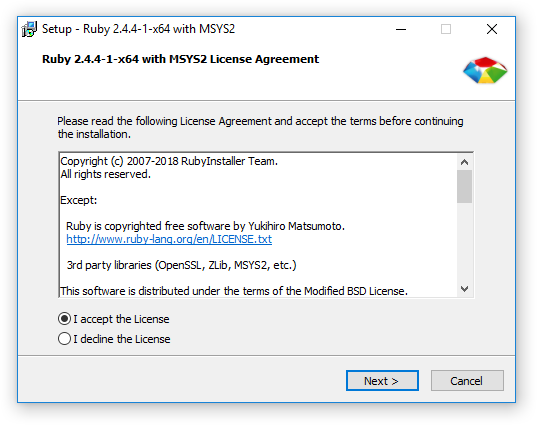 Setup - Ruby 2.4.4-1-x64 with MSYS2
Ruby 2.4.4-1-x64 with MSYS2 License Agreement
Please read the following License Agreement and accept the terms before continuing
the installation.
Copyright (c) 2007-2018 RubyInstaller Team.
All rights reserved.
Except:
Ruby is copyrighted free software by Yukihiro Matsumoto.
http://www.ruby-lang.org/en/LICENSE.txt
3rd party libraries (OpenSSL, ZLib, MSYS2, etc.)
This software is distributed under the terms of the Modified BSD License.
I accept the License
I decline the License
Next >
Cancel